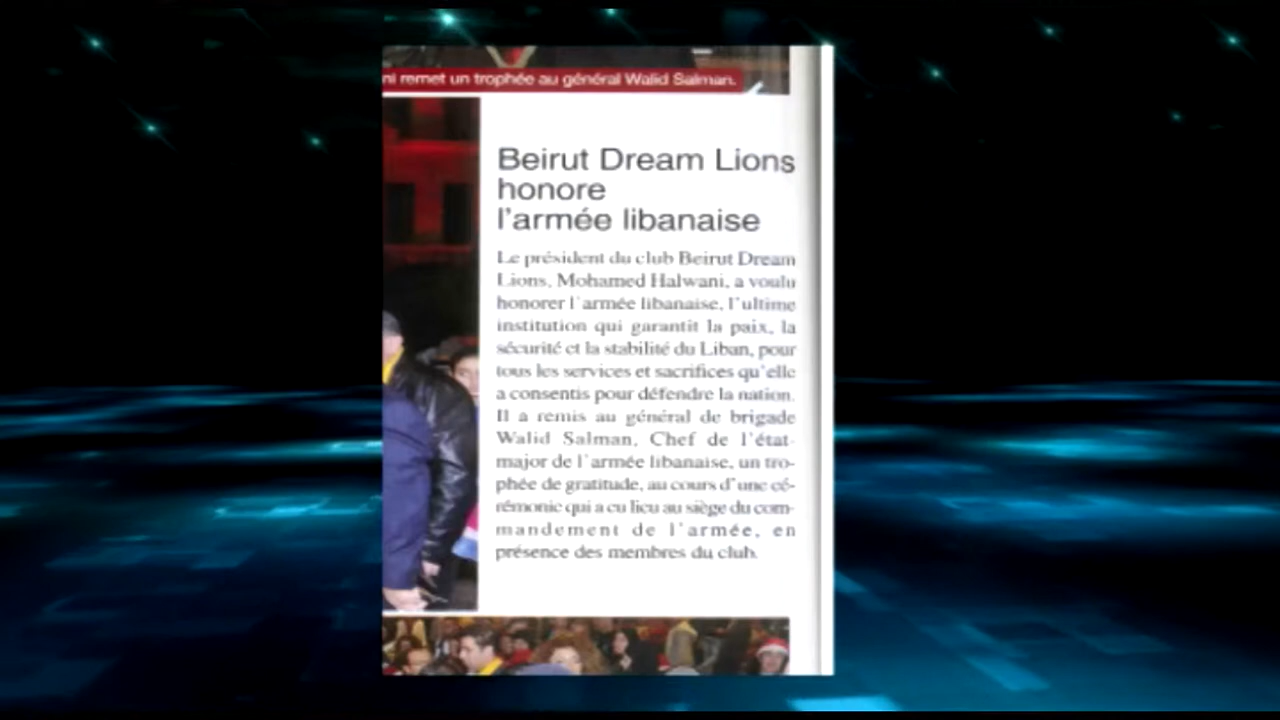 ni remet un trophée au général Walid Salman.
Beirut Dream Lions
honore
l'armée libanaise
Le président du club Beirut Dream
Lions, Mohamed Halwani, a voulu
honorer l'armée libanaise, l'ultime
institution qui garantit la paix, la
sécurité et la stabilité du Liban, pour
tous les services et sacrifices qu'elle
a consentis pour défendre la nation.
Il a remis au général de brigade
Walid Salman, Chef de l'état-
major de l'armée libanaise, un tro-
phée de gratitude, au cours d'une cé-
rémonie qui a eu lieu au siège du com-
mandement de l'armée, en
présence des membres du club.